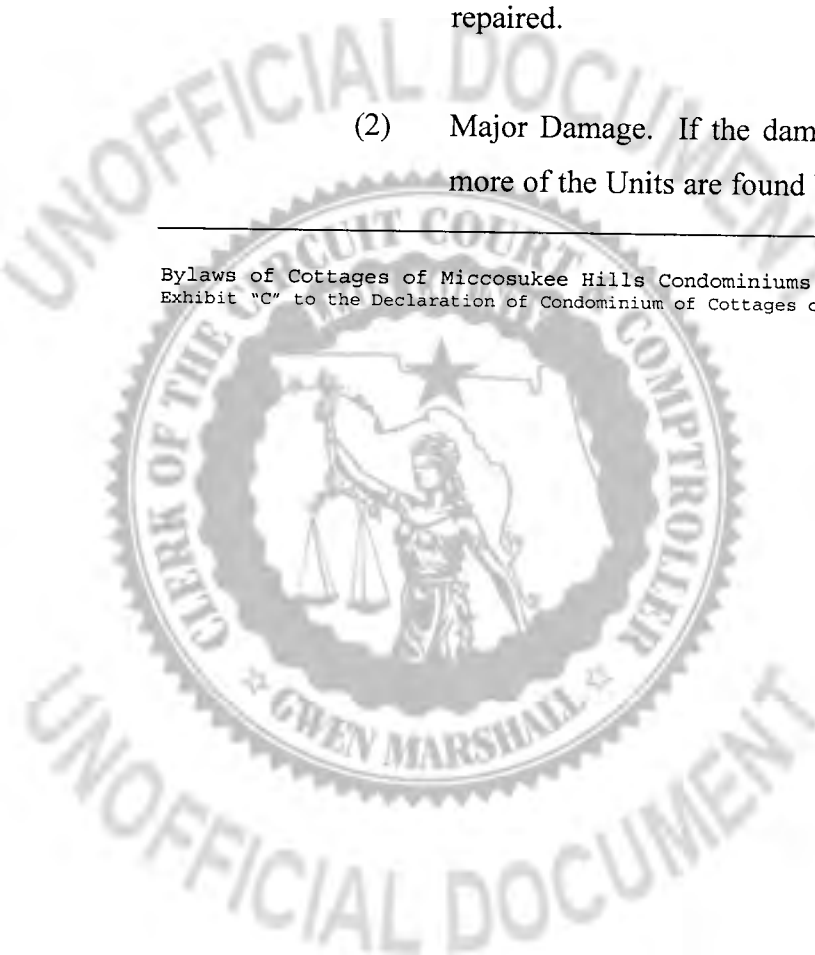 repaired.
(2) Major Damage. If the dam
more of the Units are found
Bylaws of Cottages of Miccosukee Hills Condominiums
Exhibit "C" to the Declaration of Condominium of Cottages
UNOFFICIAL DOCUMENT
CLERK OF THE CIRCUIT COURT
COMPTROLLER
GWEN MARSHALL
UNOFFICIAL DOCUMENT